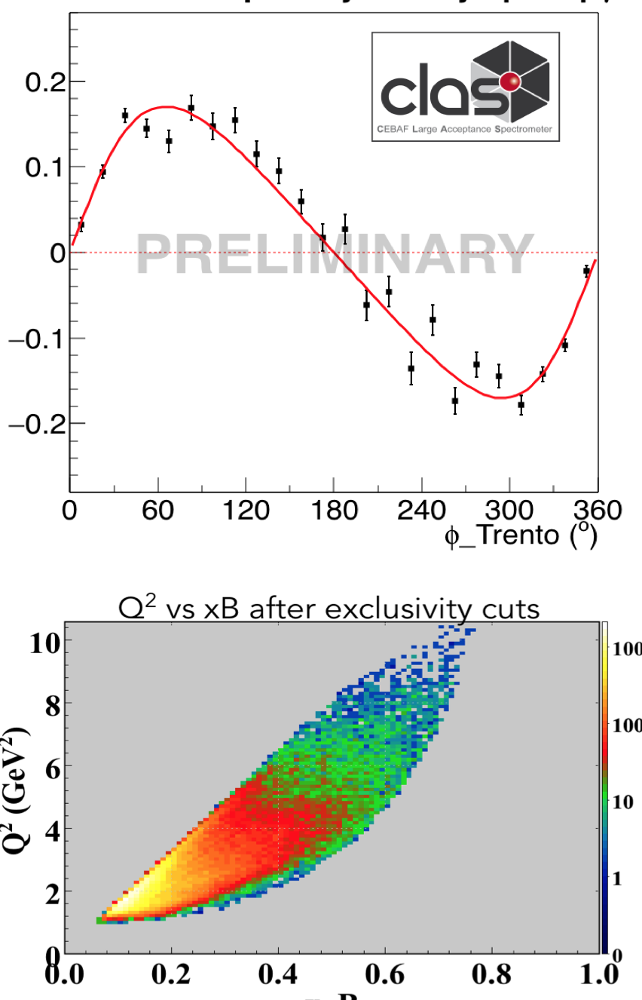 0.2
clas
CEBAF Large Acceptance Spectrometer
0.1
0
PRELIMINARY
−0.1
−0.2
0 60 120 180 240 300 360
ϕ_Trento (º)
Q² vs xB after exclusivity cuts
10
8
6
4
2
0
Q² (GeV²)
100
100
10
1
0
0.0 0.2 0.4 0.6 0.8 1.0